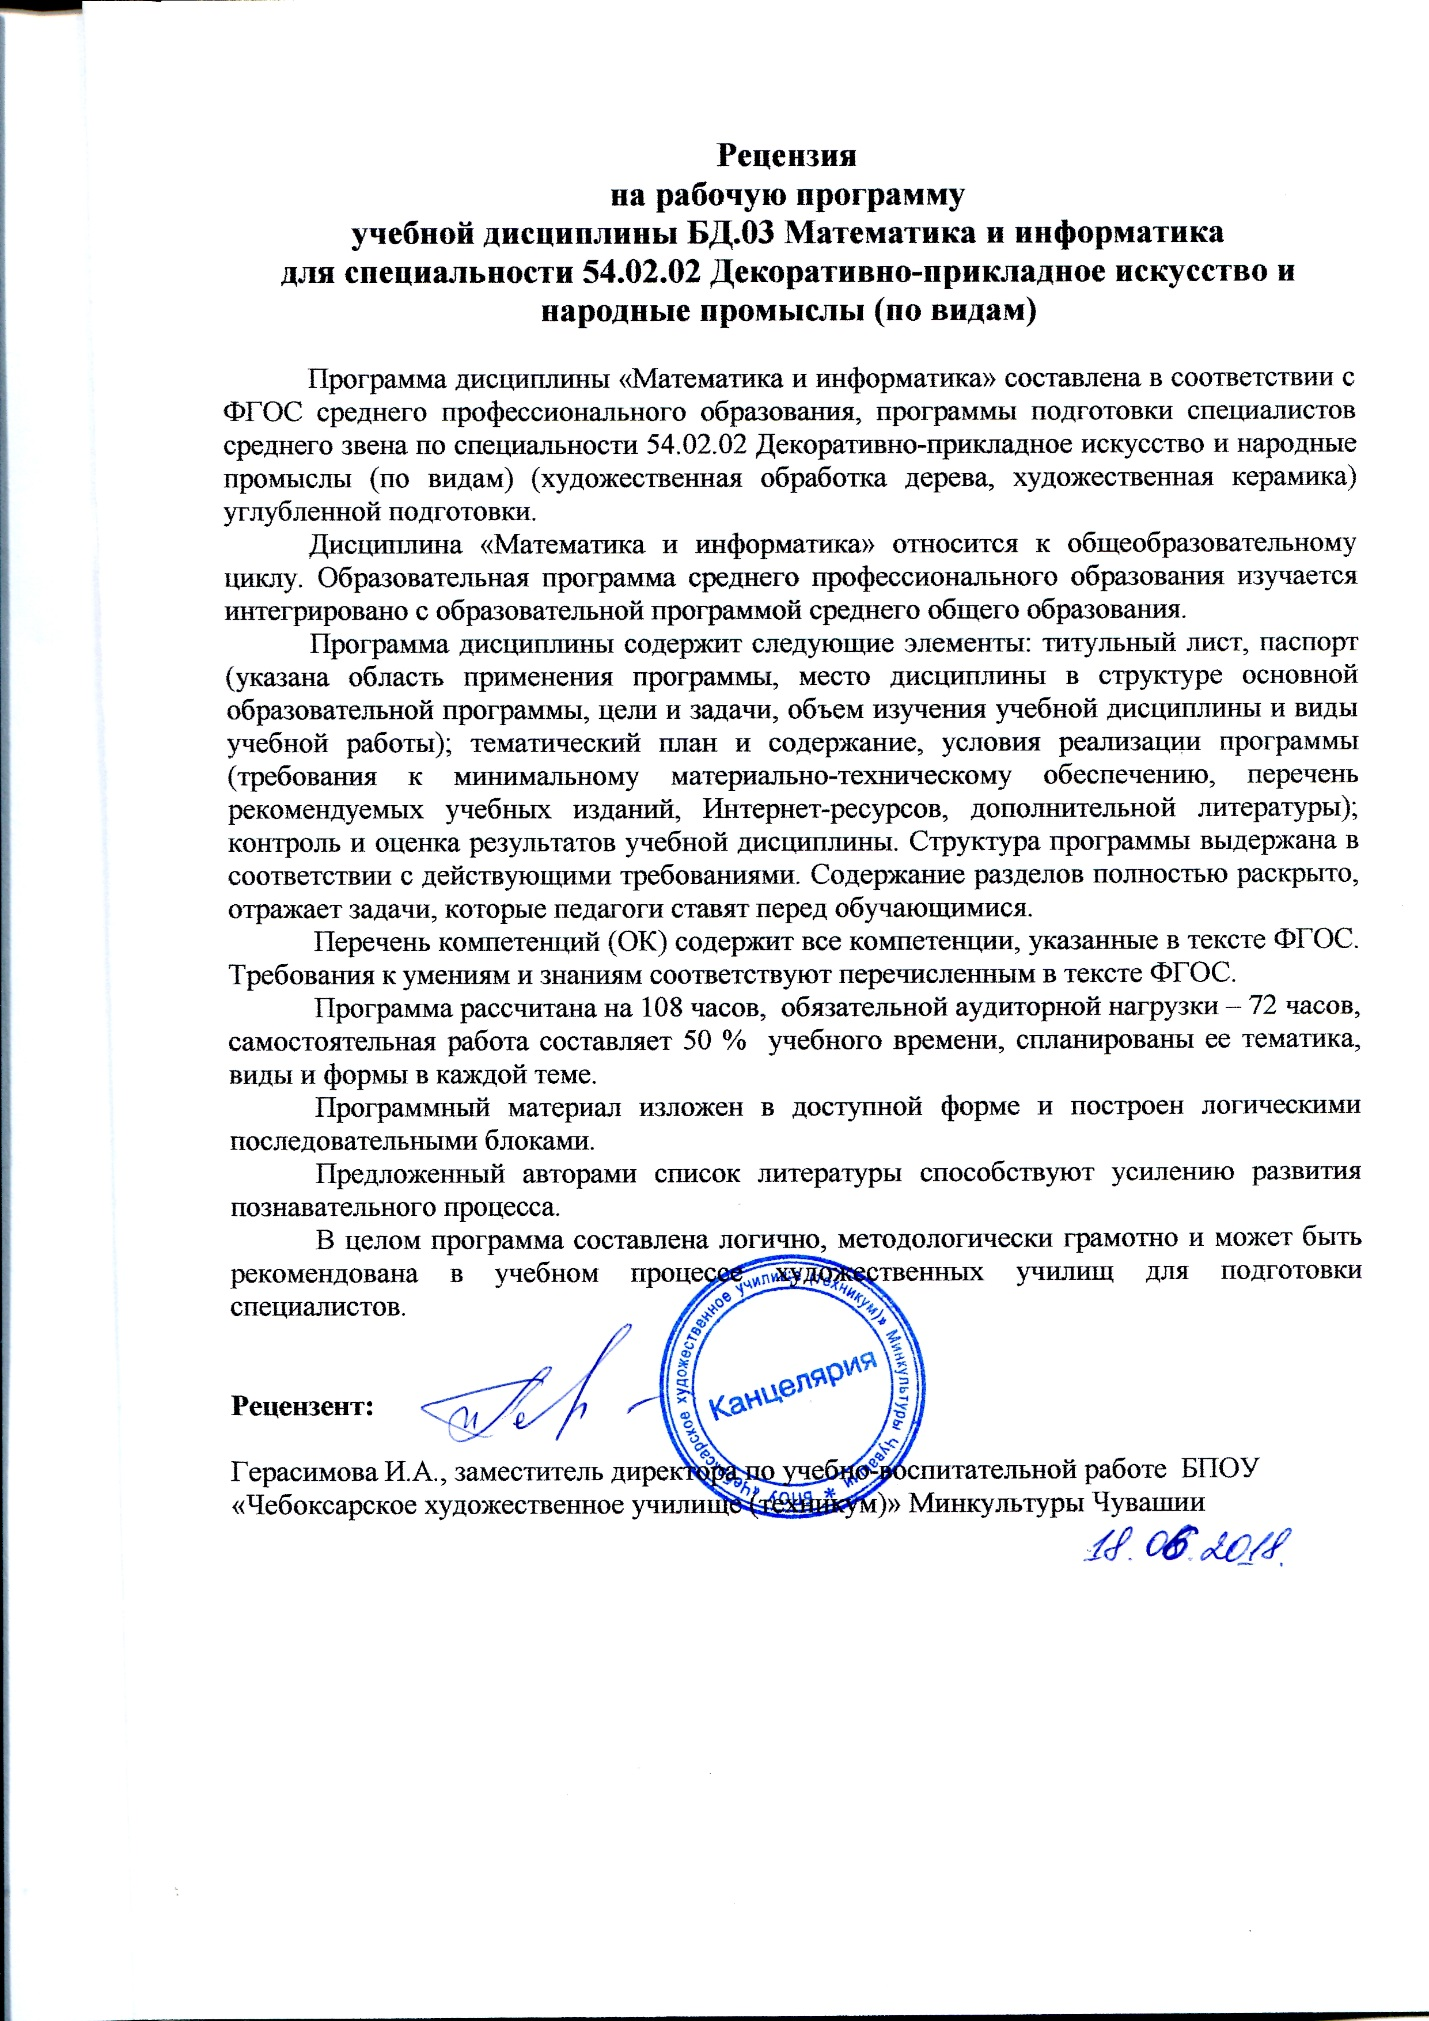 Рецензия
на рабочую программу
учебной дисциплины БД.03 Математика и информатика
для специальности 54.02.02 Декоративно-прикладное искусство и
народные промыслы (по видам)
Программа дисциплины «Математика и информатика» составлена в соответствии с
ФГОС среднего профессионального образования, программы подготовки специалистов
среднего звена по специальности 54.02.02 Декоративно-прикладное искусство и народные
промыслы (по видам) (художественная обработка дерева, художественная керамика)
углубленной подготовки.
Дисциплина «Математика и информатика» относится к общеобразовательному
циклу. Образовательная программа среднего профессионального образования изучается
интегрировано с образовательной программой среднего общего образования.
Программа дисциплины содержит следующие элементы: титульный лист, паспорт
(указана область применения программы, место дисциплины в структуре основной
образовательной программы, цели и задачи, объем изучения учебной дисциплины и виды
учебной работы); тематический план и содержание, условия реализации программы
(требования к минимальному материально-техническому обеспечению, перечень
рекомендуемых учебных изданий, Интернет-ресурсов, дополнительной литературы);
контроль и оценка результатов учебной дисциплины. Структура программы выдержана в
соответствии с действующими требованиями. Содержание разделов полностью раскрыто,
отражает задачи, которые педагоги ставят перед обучающимися.
Перечень компетенций (ОК) содержит все компетенции, указанные в тексте ФГОС.
Требования к умениям и знаниям соответствуют перечисленным в тексте ФГОС.
Программа рассчитана на 108 часов, обязательной аудиторной нагрузки – 72 часов,
самостоятельная работа составляет 50 % учебного времени, спланированы ее тематика,
виды и формы в каждой теме.
Программный материал изложен в доступной форме и построен логическими
последовательными блоками.
Предложенный авторами список литературы способствуют усилению развития
познавательного процесса.
В целом программа составлена логично, методологически грамотно и может быть
рекомендована в учебном процессе художественных училищ для подготовки
специалистов.
БПОУ «Чебоксарское художественное училище (техникум)» Минкультуры Чувашии *
Канцелярия
Рецензент:
Герасимова И.А., заместитель директора по учебно-воспитательной работе БПОУ
«Чебоксарское художественное училище (техникум)» Минкультуры Чувашии
18.06.2018.